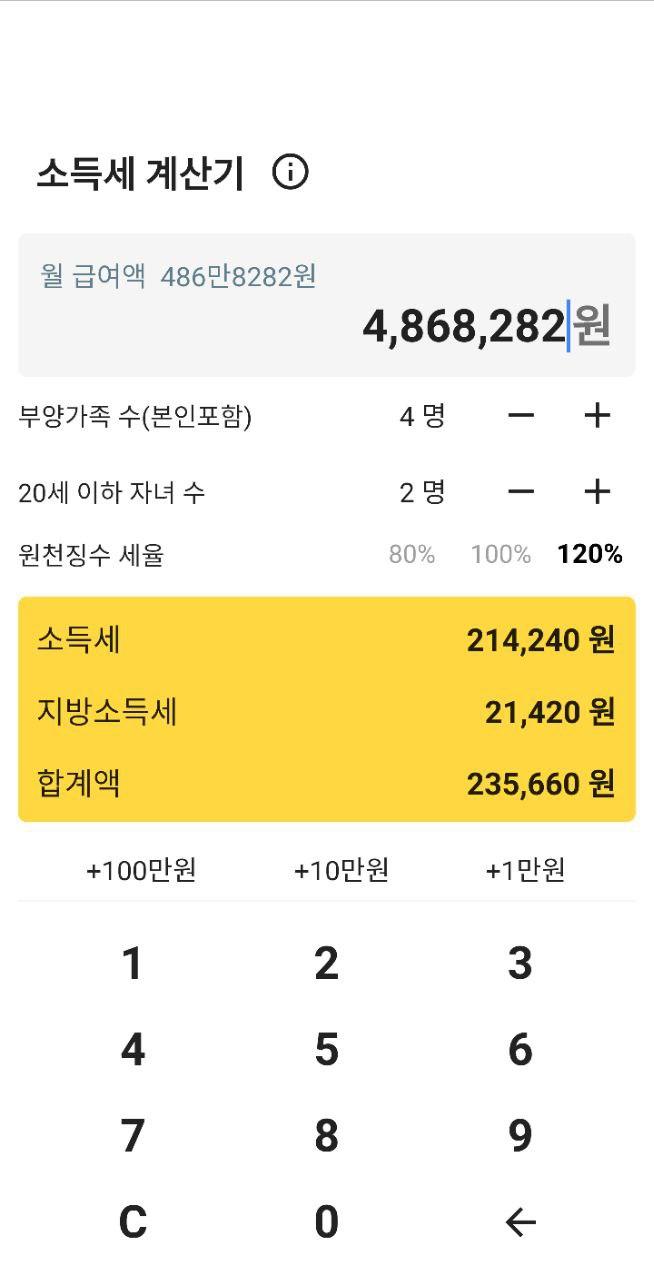 소득세 계산기
월 급여액 486만8282원
4,868,282원
부양가족 수(본인포함) 4 명 − +
20세 이하 자녀 수 2 명 − +
원천징수 세율 80% 100% 120%
소득세 214,240 원
지방소득세 21,420 원
합계액 235,660 원
+100만원 +10만원 +1만원
1 2 3
4 5 6
7 8 9
C 0 ←